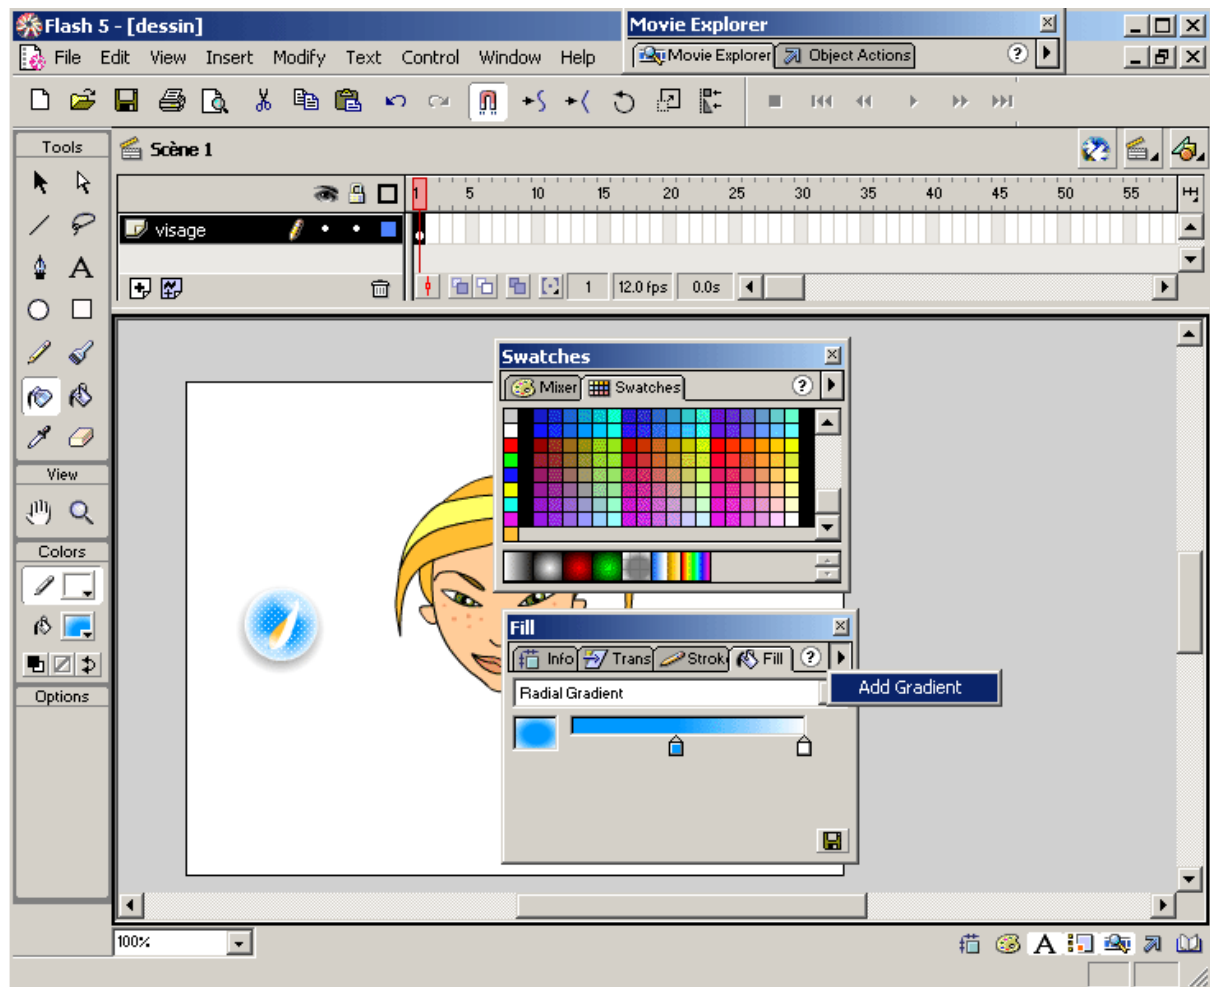 Flash 5 - [dessin]
Movie Explorer
File Edit View Insert Modify Text Control Window Help
Movie Explorer Object Actions ?
Tools
Scène 1
1 5 10 15 20 25 30 35 40 45 50 55
visage
A
1 12.0 fps 0.0s
Swatches
Mixer Swatches ?
View
Colors
Fill
Info Trans Strok Fill ?
Add Gradient
Options
Radial Gradient
100%
A